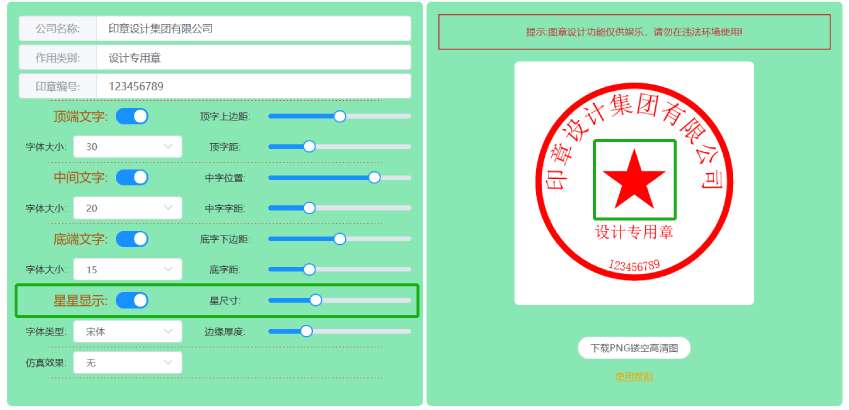 公司名称: 印章设计集团有限公司
作用类别: 设计专用章
印章编号: 123456789
顶端文字: 顶字上边距:
字体大小: 30 顶字距:
中间文字: 中字位置:
字体大小: 20 中字字距:
底端文字: 底字下边距:
字体大小: 15 底字距:
星星显示: 星尺寸:
字体类型: 宋体 边缘厚度:
仿真效果: 无
提示:图章设计功能仅供娱乐，请勿在违法环境使用!
印章设计集团有限公司
设计专用章
123456789
下载PNG镂空高清图